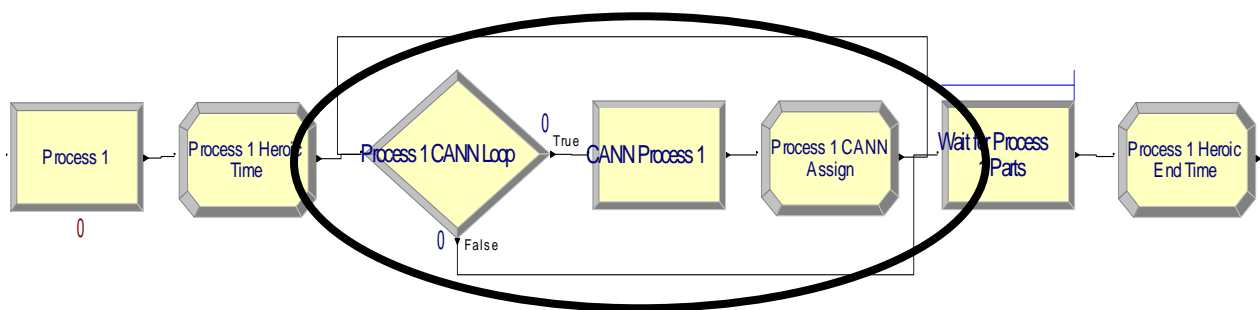 Process 1
0
Process 1 Heroic
Time
Process 1 CANN Loop
0
True
0
False
CANN Process 1
Process 1 CANN
Assign
Wait for Process
1 Parts
Process 1 Heroic
End Time